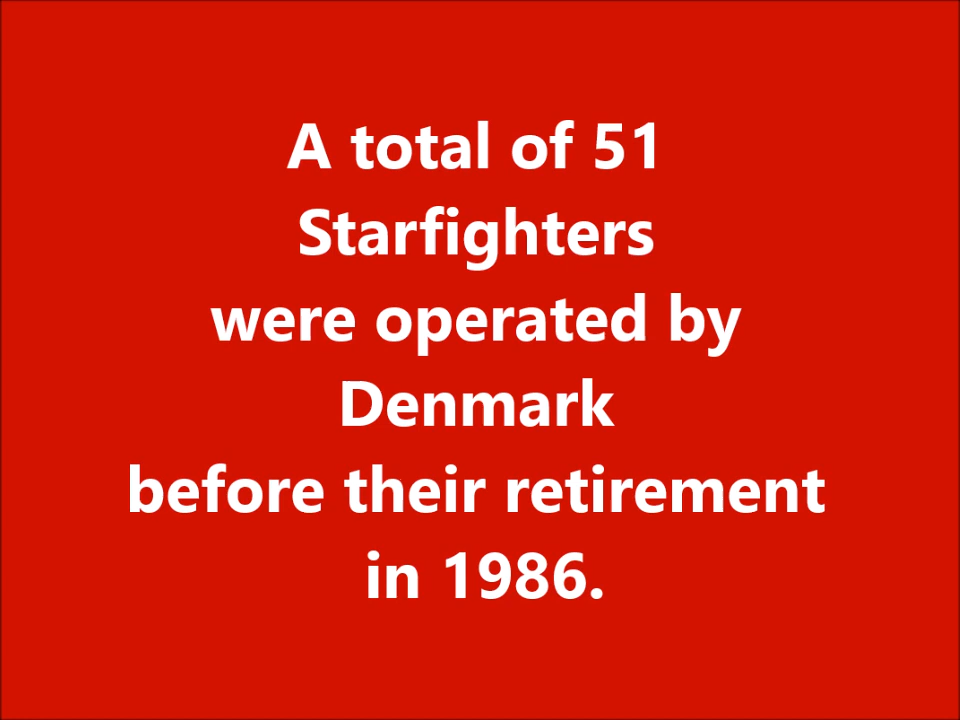 A total of 51
Starfighters
were operated by
Denmark
before their retirement
in 1986.